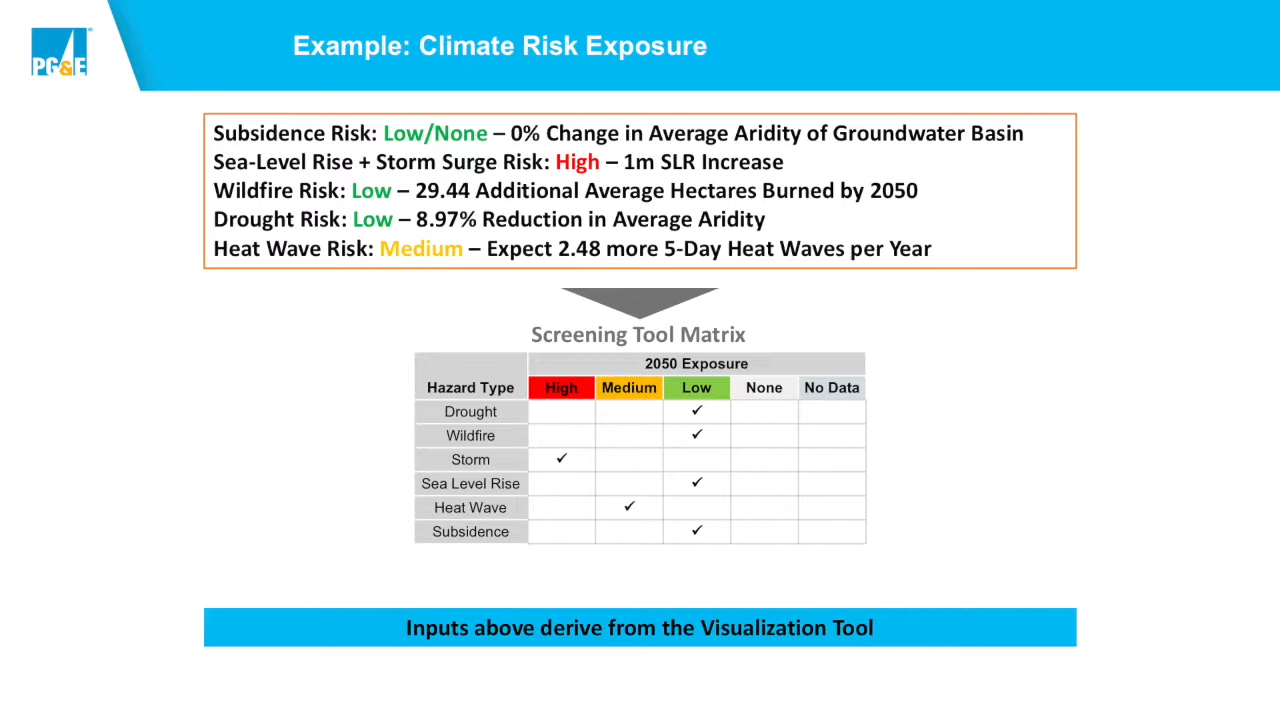 PG&E
Example: Climate Risk Exposure
Subsidence Risk: Low/None – 0% Change in Average Aridity of Groundwater Basin
Sea-Level Rise + Storm Surge Risk: High – 1m SLR Increase
Wildfire Risk: Low – 29.44 Additional Average Hectares Burned by 2050
Drought Risk: Low – 8.97% Reduction in Average Aridity
Heat Wave Risk: Medium – Expect 2.48 more 5-Day Heat Waves per Year
Screening Tool Matrix
2050 Exposure
Hazard Type High Medium Low None No Data
Drought ✓
Wildfire ✓
Storm ✓
Sea Level Rise ✓
Heat Wave ✓
Subsidence ✓
Inputs above derive from the Visualization Tool